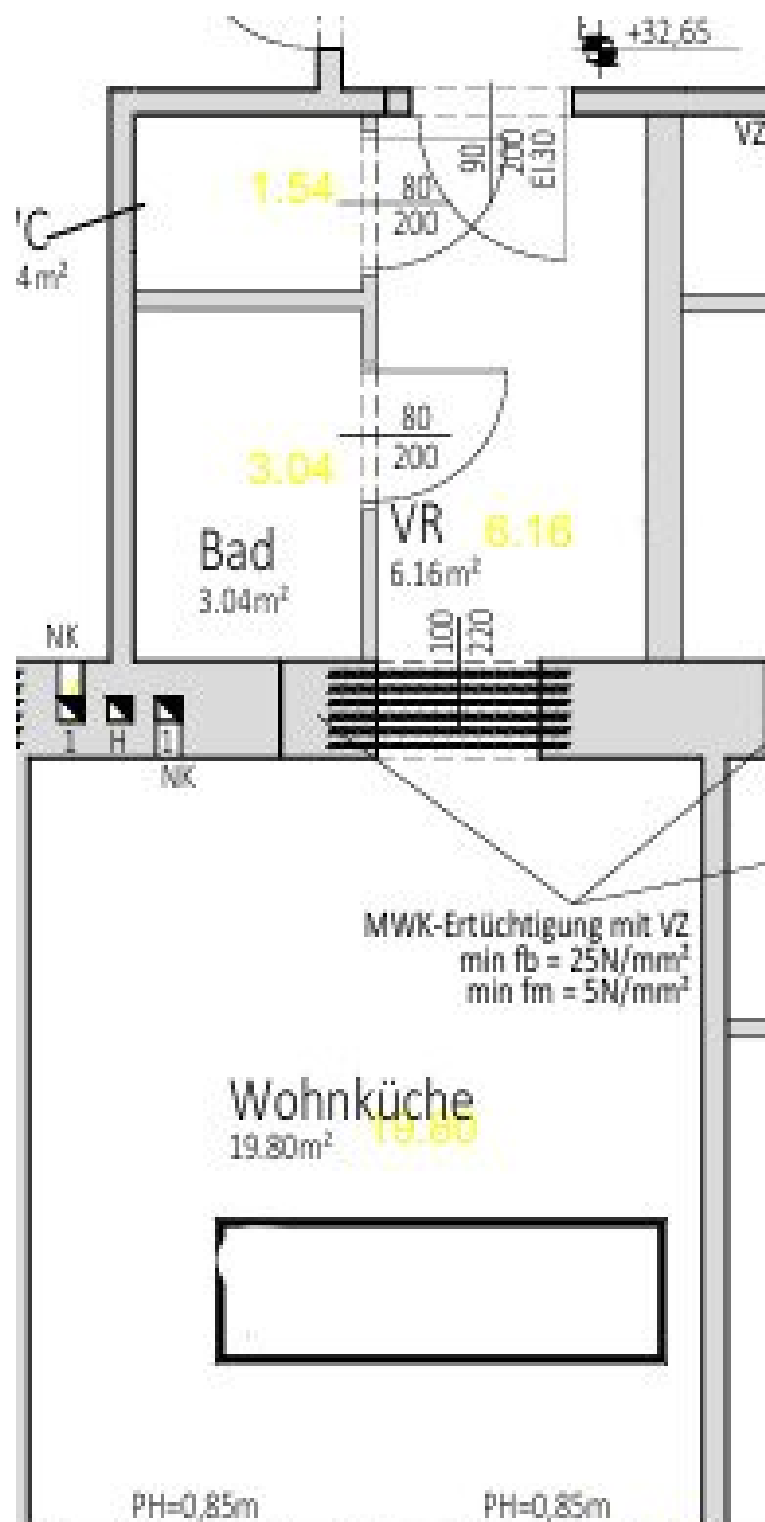 +32,65
VZ
90
200
EI30
1.54
80
200
'C
4m²
80
200
3.04
VR
6.16
6.16m²
Bad
3.04m²
100
220
NK
1
H
1
NK
MWK-Ertüchtigung mit VZ
min fb = 25N/mm²
min fm = 5N/mm²
Wohnküche
19.80
19.80m²
PH=0,85m
PH=0,85m